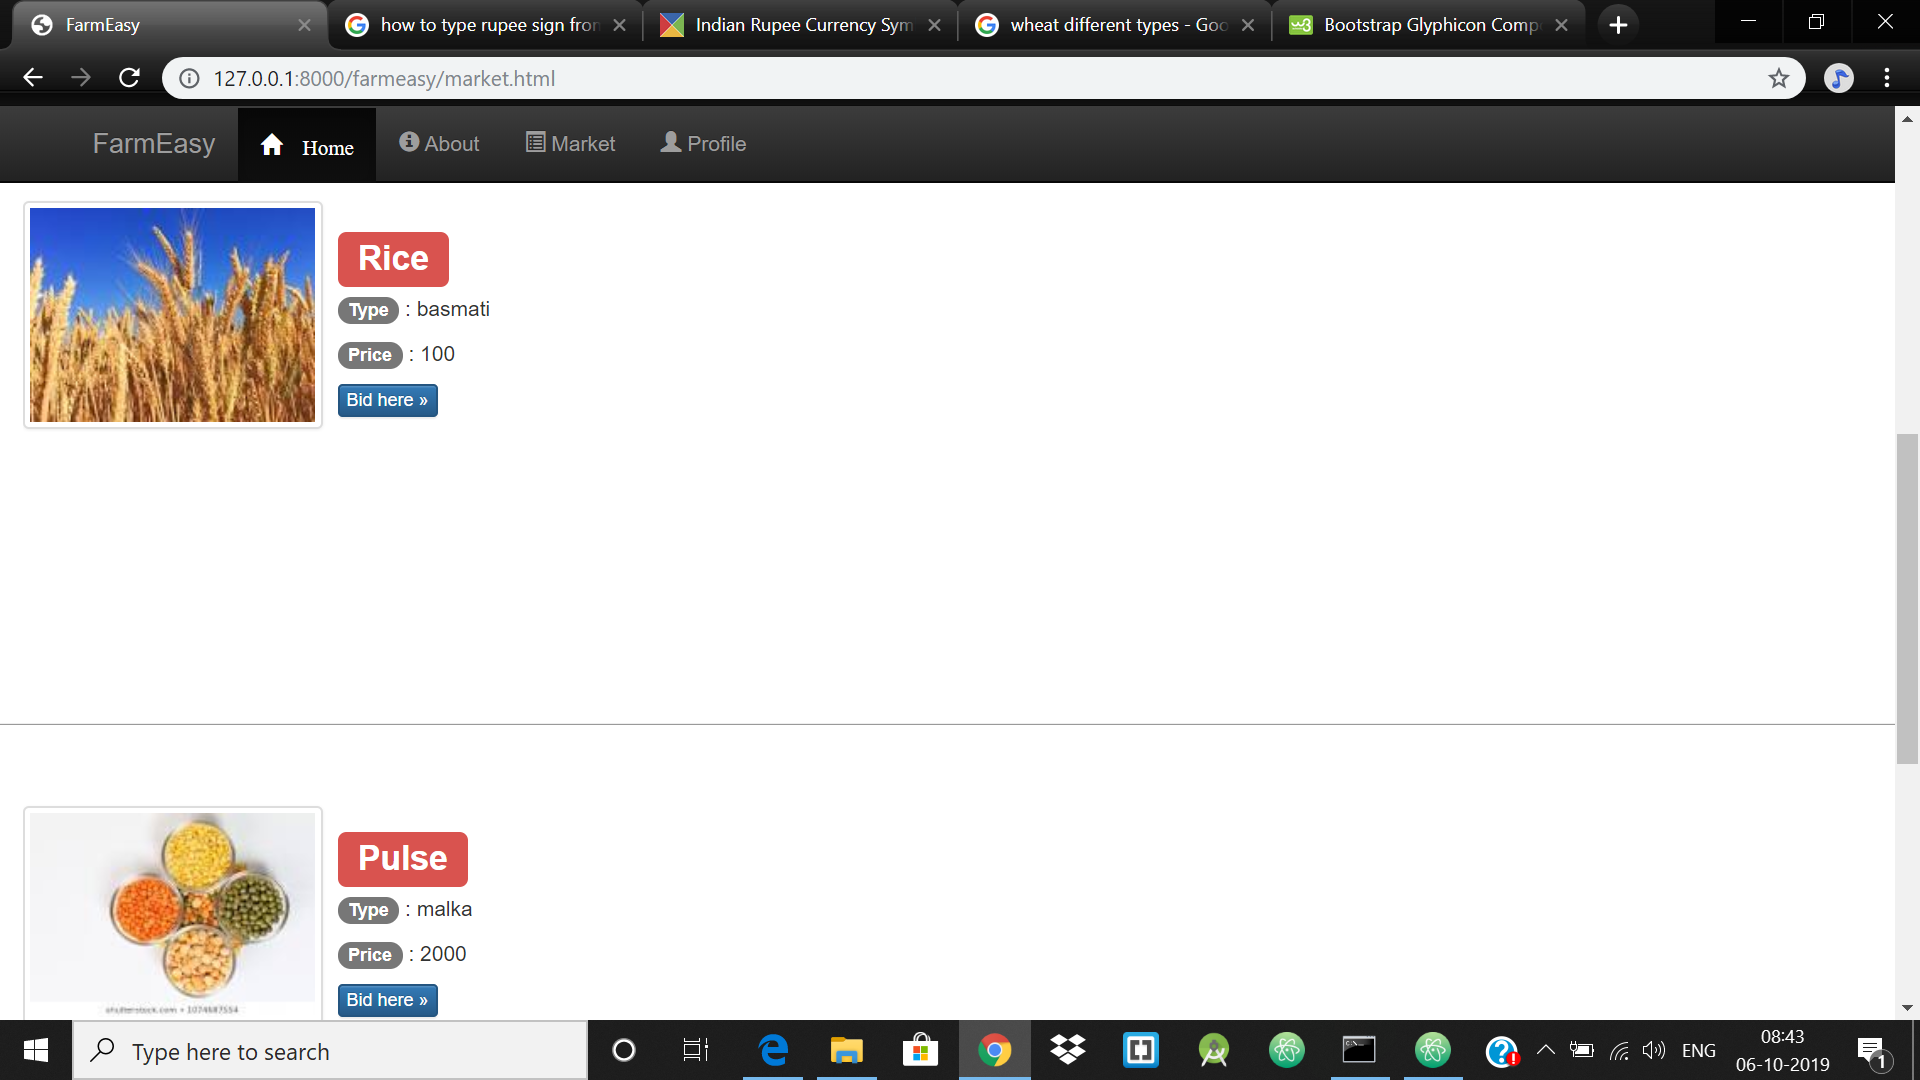 FarmEasy
how to type rupee sign fron
Indian Rupee Currency Sym
wheat different types - Goo
Bootstrap Glyphicon Comp
127.0.0.1:8000/farmeasy/market.html
FarmEasy
Home
About
Market
Profile
Rice
Type : basmati
Price : 100
Bid here »
Pulse
Type : malka
Price : 2000
Bid here »
shutterstock.com • 1074687554
Type here to search
ENG
08:43
06-10-2019
1